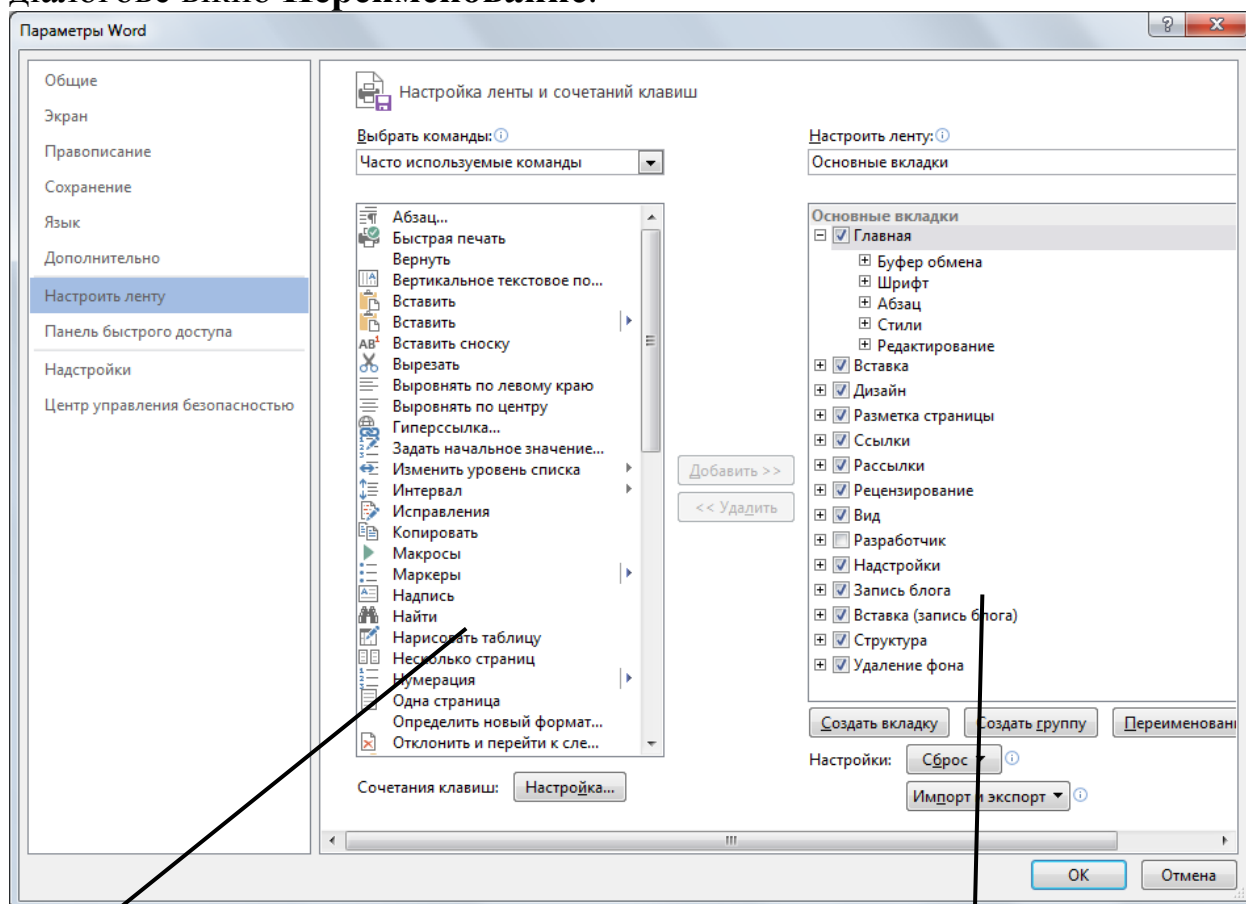 діалогове вікно Переименование.
Параметры Word
Общие
Экран
Правописание
Сохранение
Язык
Дополнительно
Настроить ленту
Панель быстрого доступа
Надстройки
Центр управления безопасностью
Настройка ленты и сочетаний клавиш
Выбрать команды:
Часто используемые команды
Абзац...
Быстрая печать
Вернуть
Вертикальное текстовое по...
Вставить
Вставить
Вставить сноску
Вырезать
Выровнять по левому краю
Выровнять по центру
Гиперссылка...
Задать начальное значение...
Изменить уровень списка
Интервал
Исправления
Копировать
Макросы
Маркеры
Надпись
Найти
Нарисовать таблицу
Несколько страниц
Нумерация
Одна страница
Определить новый формат...
Отклонить и перейти к сле...
Сочетания клавиш: Настройка...
Добавить >>
<< Удалить
Настроить ленту:
Основные вкладки
Основные вкладки
Главная
Буфер обмена
Шрифт
Абзац
Стили
Редактирование
Вставка
Дизайн
Разметка страницы
Ссылки
Рассылки
Рецензирование
Вид
Разработчик
Надстройки
Запись блога
Вставка (запись блога)
Структура
Удаление фона
Создать вкладку Создать группу Переименовани
Настройки: Сброс
Импорт и экспорт
ОК Отмена